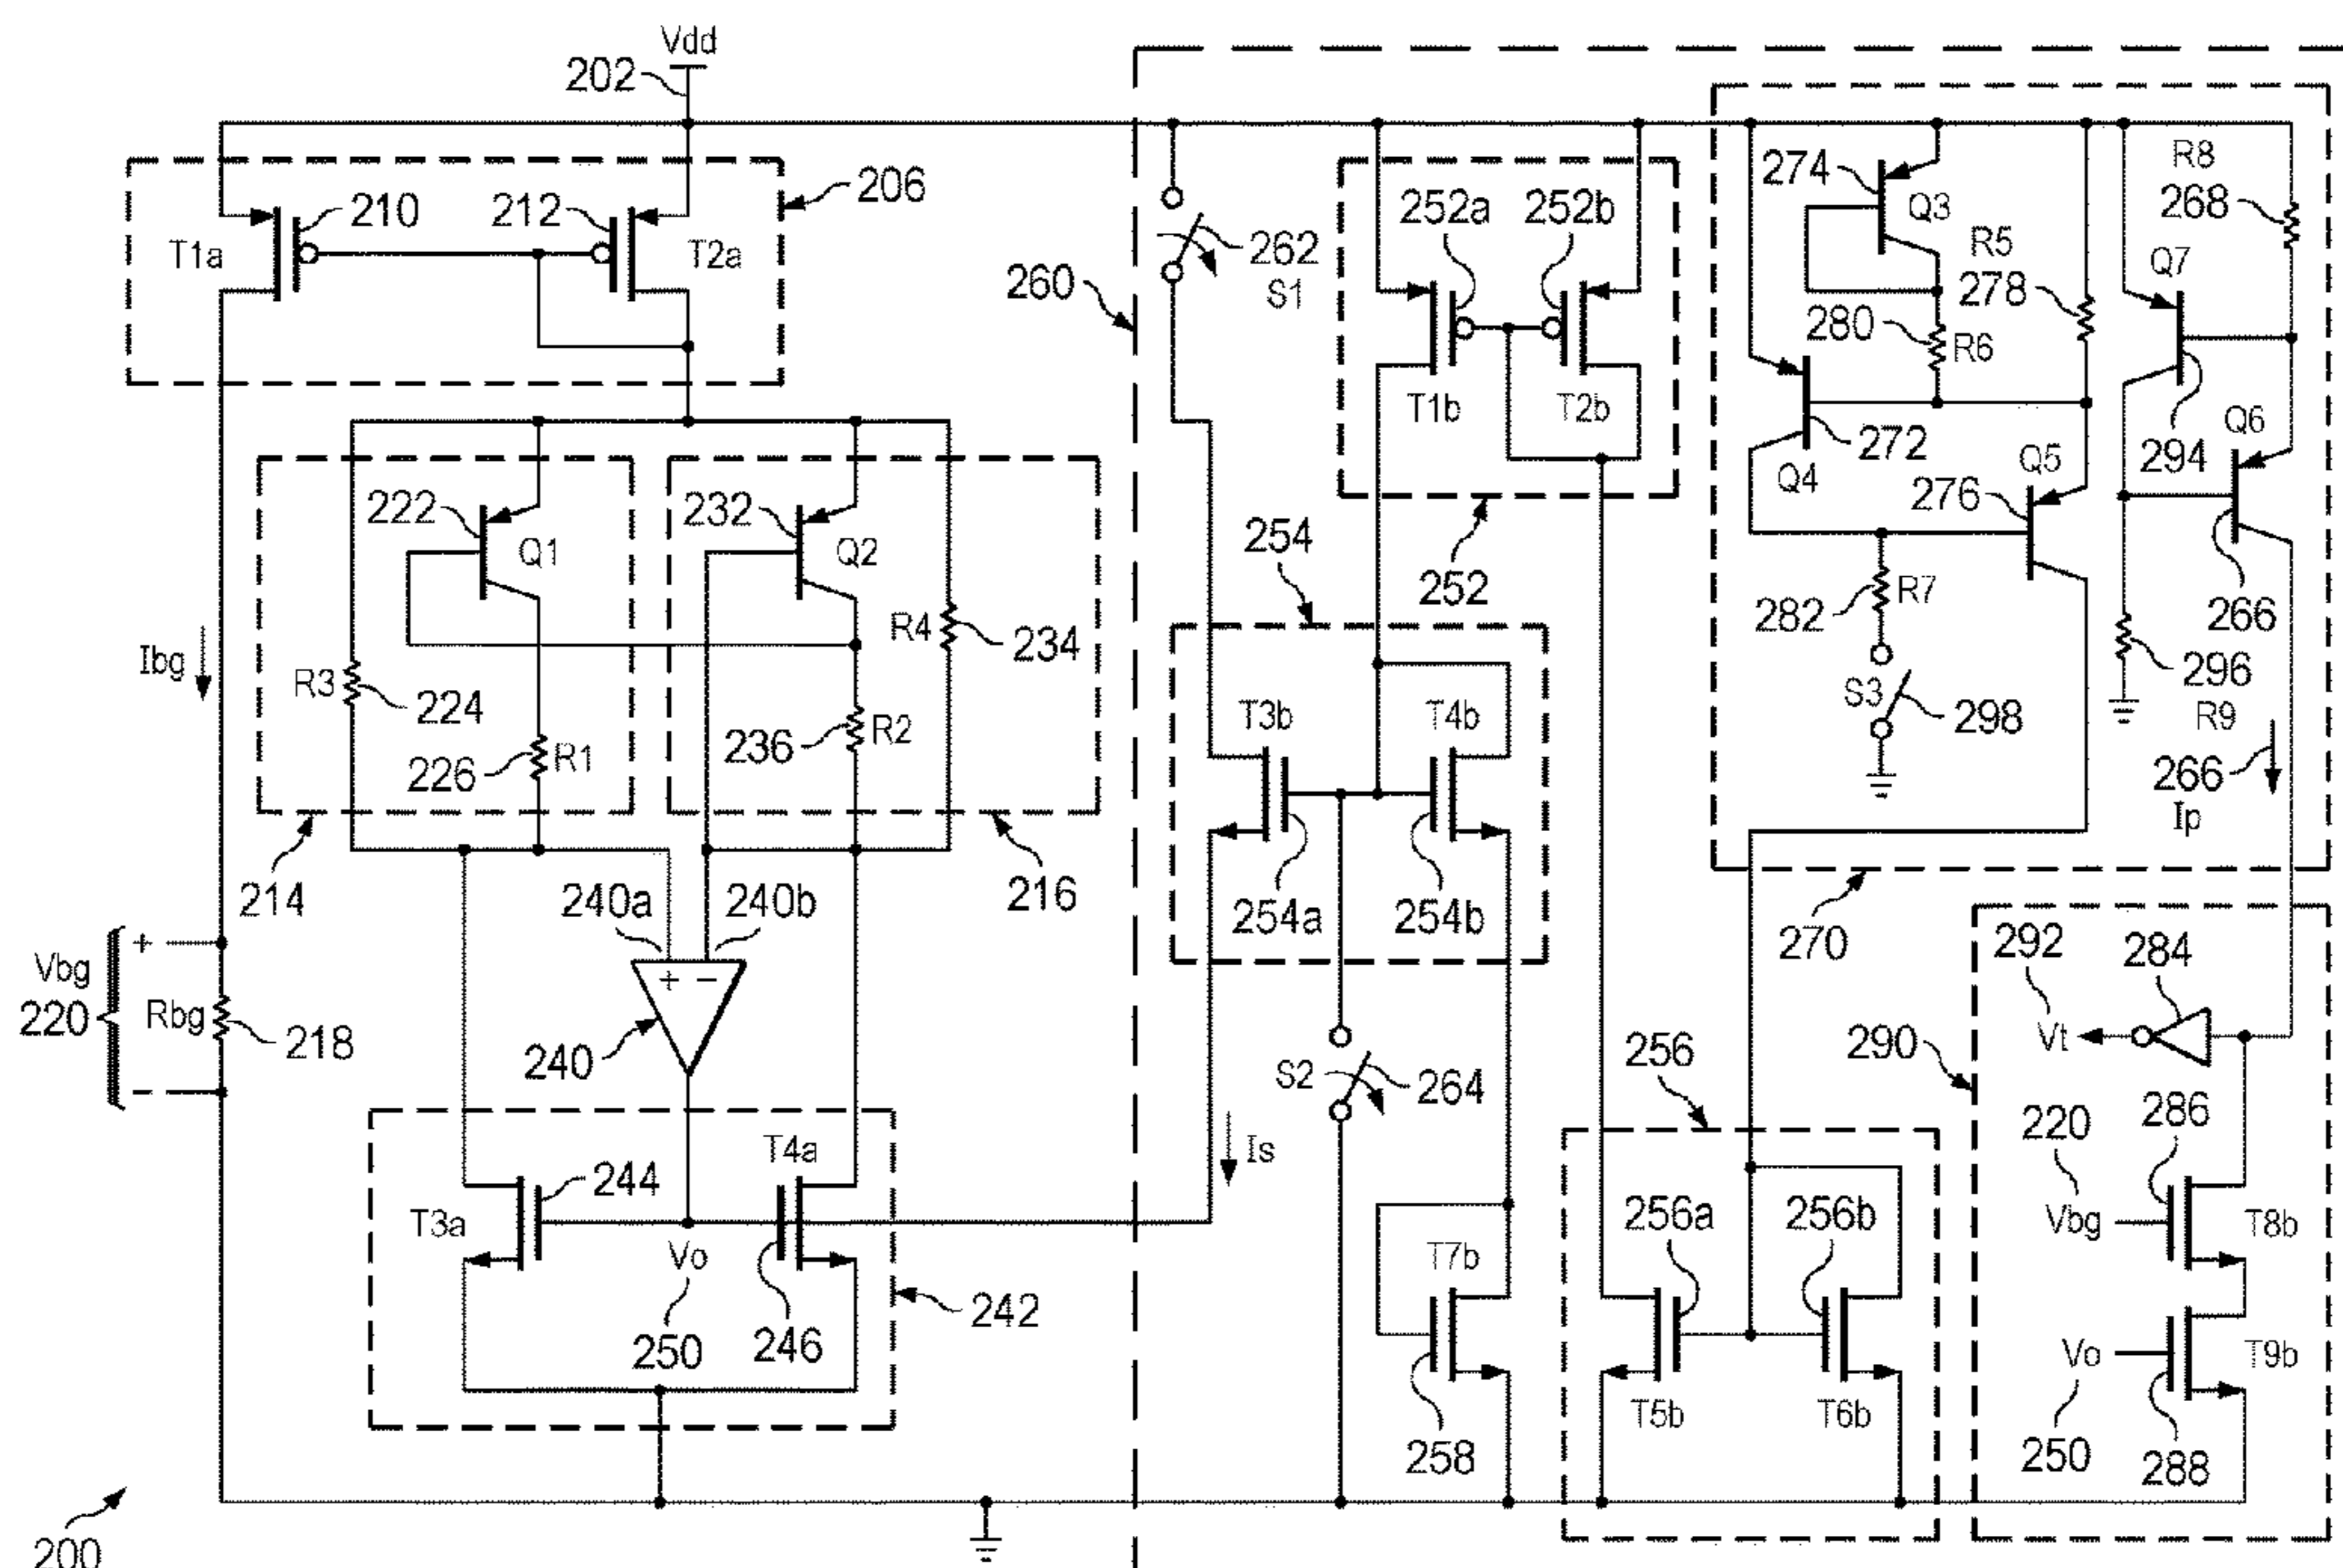 Vdd
202
206
210
212
T1a
T2a
222
Q1
232
Q2
R4
234
Ibg
R3
224
R1
226
236
R2
214
240a
240b
216
Vbg
220
+
-
Rbg
218
+ -
240
T4a
T3a
244
Vo
250
246
242
200
260
262
S1
252a
252b
T1b
T2b
254
252
T3b
T4b
254a
254b
S2
264
Is
T7b
258
256
256a
256b
T5b
T6b
274
Q3
R5
278
280
R6
272
Q4
Q5
276
R7
282
S3
298
R8
268
Q7
294
Q6
266
296
R9
266
Ip
270
292
284
Vt
290
220
286
Vbg
T8b
Vo
T9b
250
288